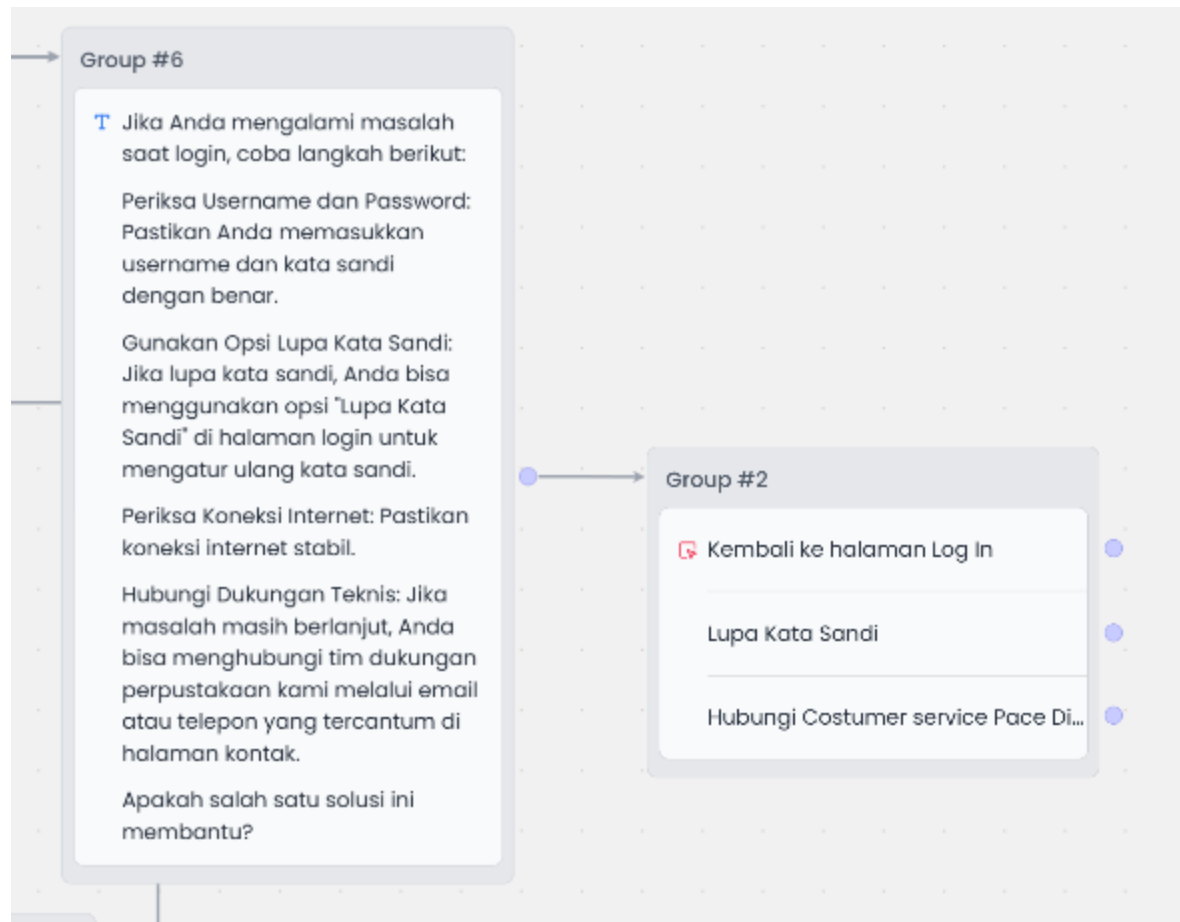 Group #6
Jika Anda mengalami masalah
saat login, coba langkah berikut:
Periksa Username dan Password:
Pastikan Anda memasukkan
username dan kata sandi
dengan benar.
Gunakan Opsi Lupa Kata Sandi:
Jika lupa kata sandi, Anda bisa
menggunakan opsi "Lupa Kata
Sandi" di halaman login untuk
mengatur ulang kata sandi.
Periksa Koneksi Internet: Pastikan
koneksi internet stabil.
Hubungi Dukungan Teknis: Jika
masalah masih berlanjut, Anda
bisa menghubungi tim dukungan
perpustakaan kami melalui email
atau telepon yang tercantum di
halaman kontak.
Apakah salah satu solusi ini
membantu?
Group #2
Kembali ke halaman Log In
Lupa Kata Sandi
Hubungi Costumer service Pace Di...